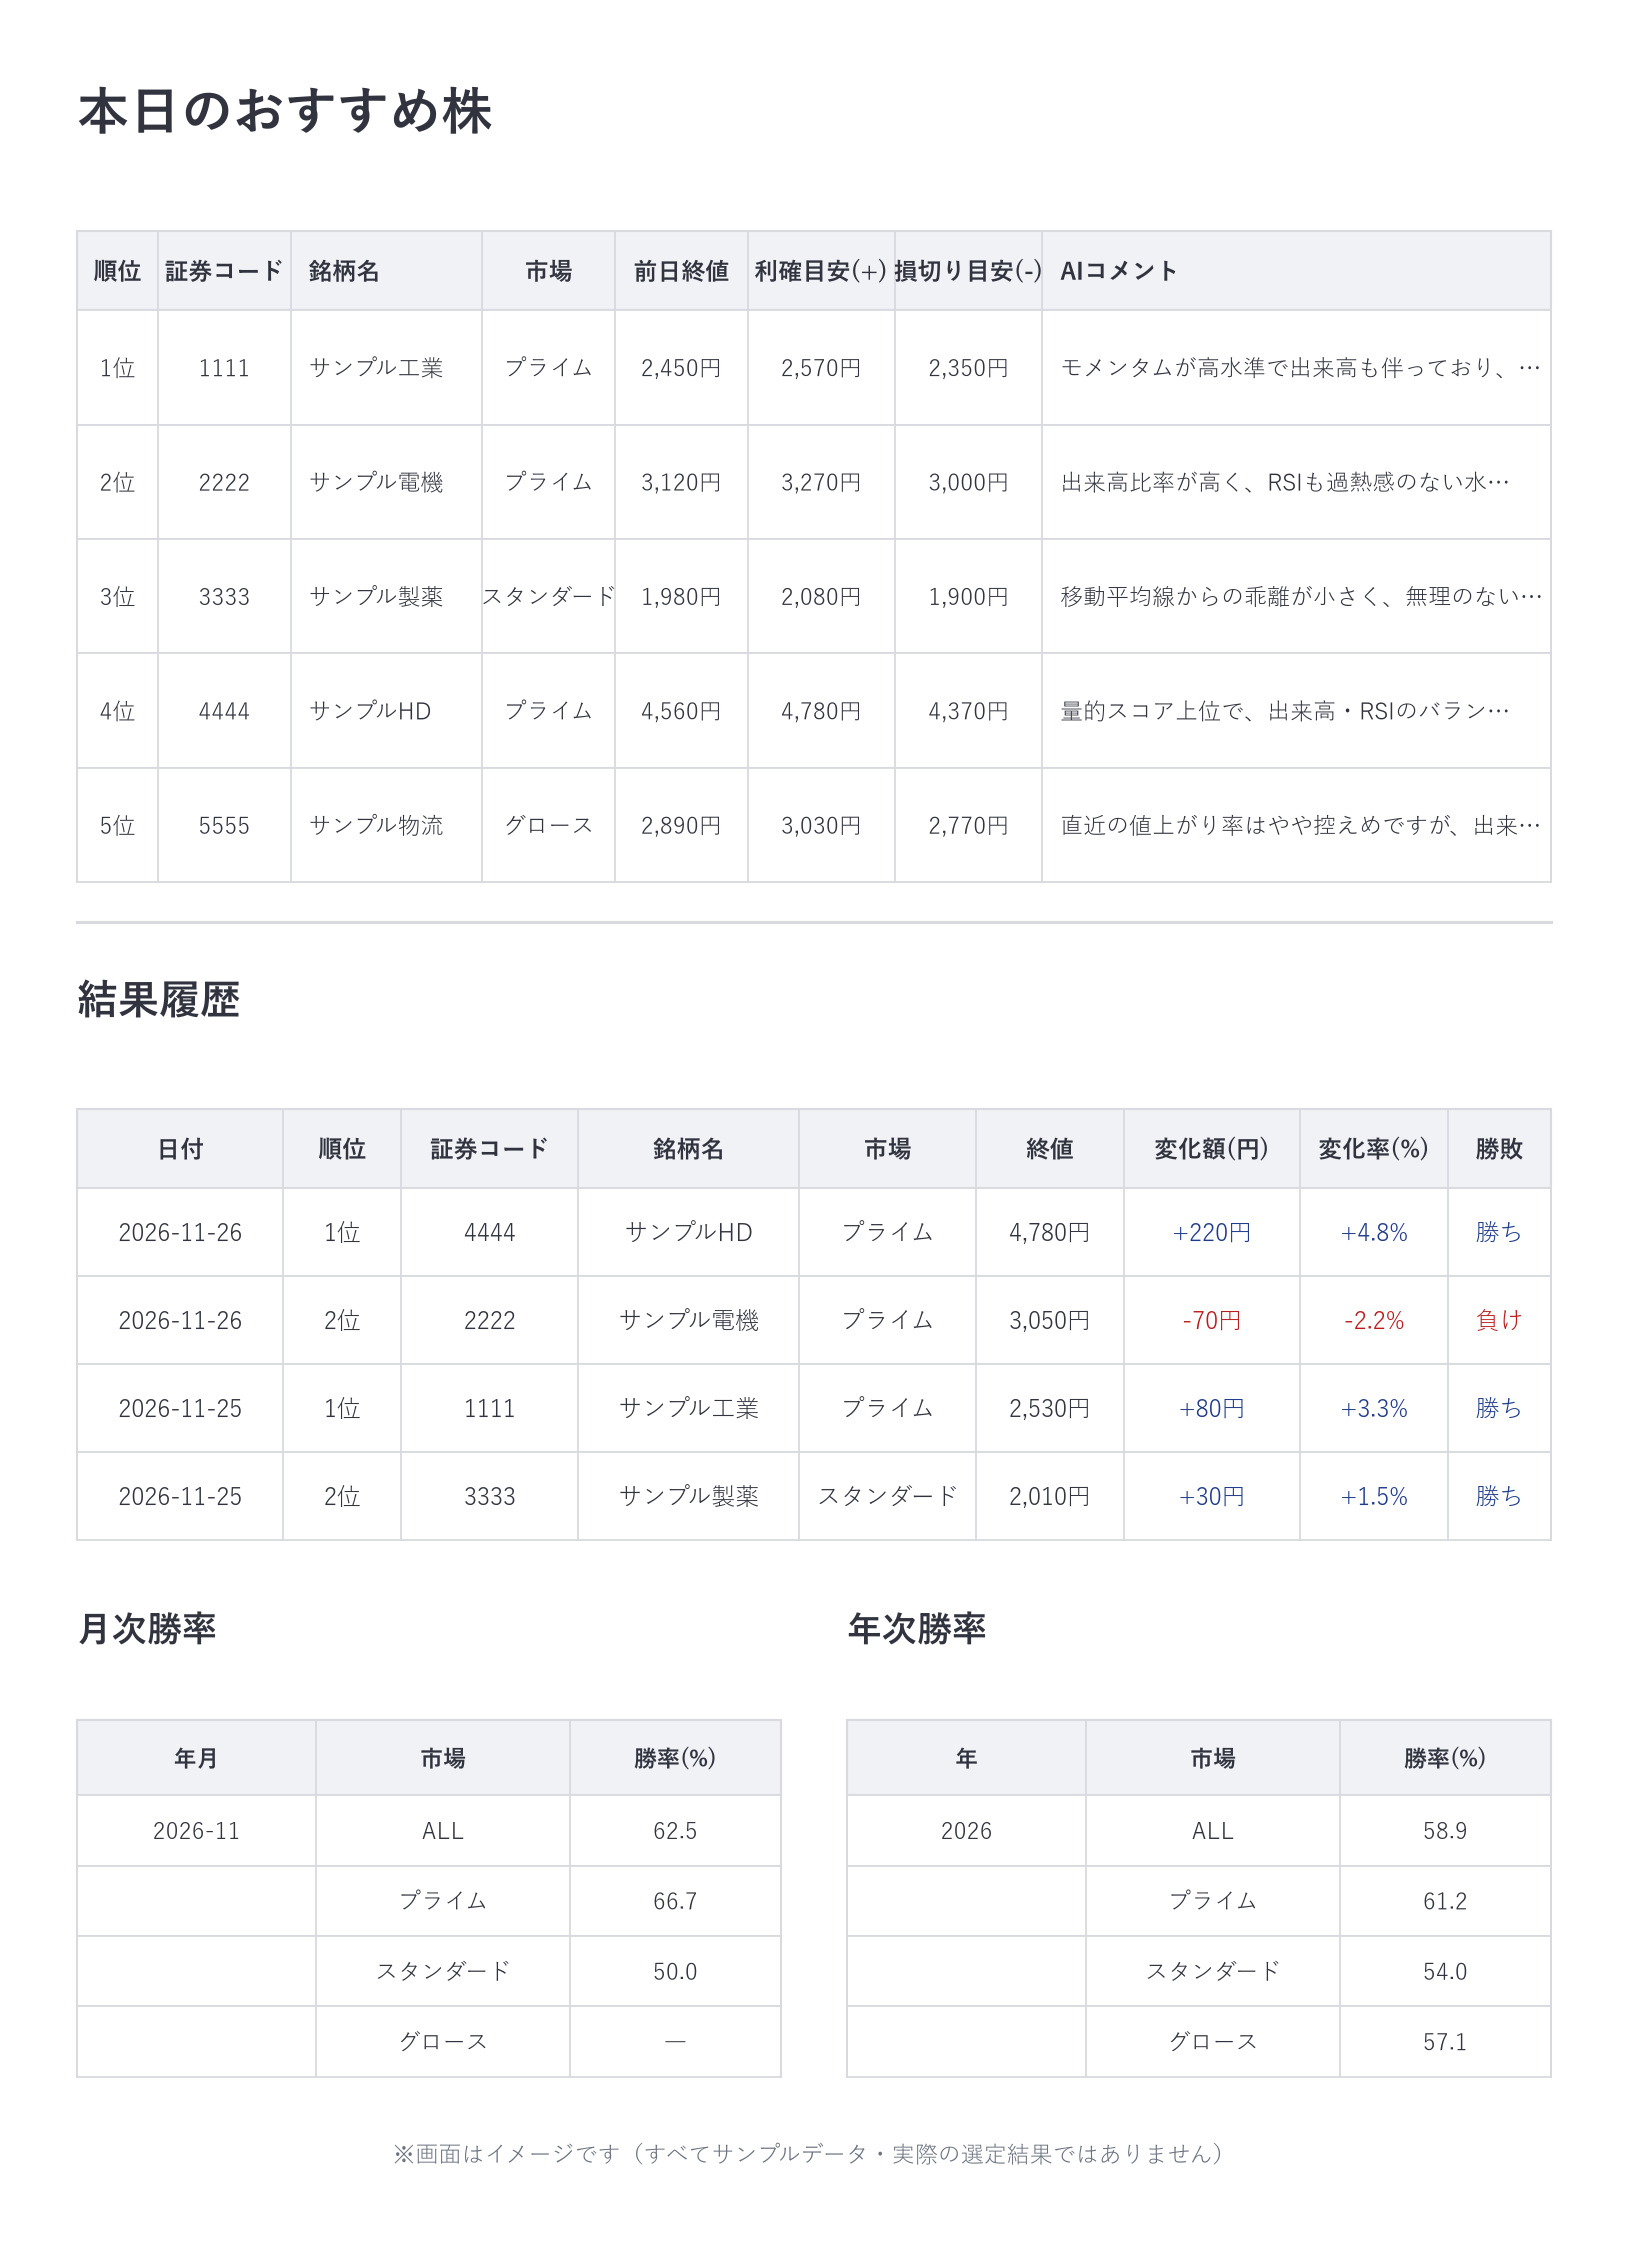 本日のおすすめ株
順位 証券コード 銘柄名 市場 前日終値 利確目安(+) 損切り目安(-) AIコメント
1位 1111 サンプル工業 プライム 2,450円 2,570円 2,350円 モメンタムが高水準で出来高も伴っており、…
2位 2222 サンプル電機 プライム 3,120円 3,270円 3,000円 出来高比率が高く、RSIも過熱感のない水…
3位 3333 サンプル製薬 スタンダード 1,980円 2,080円 1,900円 移動平均線からの乖離が小さく、無理のない…
4位 4444 サンプルHD プライム 4,560円 4,780円 4,370円 量的スコア上位で、出来高・RSIのバラン…
5位 5555 サンプル物流 グロース 2,890円 3,030円 2,770円 直近の値上がり率はやや控えめですが、出来…
結果履歴
日付 順位 証券コード 銘柄名 市場 終値 変化額(円) 変化率(%) 勝敗
2026-11-26 1位 4444 サンプルHD プライム 4,780円 +220円 +4.8% 勝ち
2026-11-26 2位 2222 サンプル電機 プライム 3,050円 -70円 -2.2% 負け
2026-11-25 1位 1111 サンプル工業 プライム 2,530円 +80円 +3.3% 勝ち
2026-11-25 2位 3333 サンプル製薬 スタンダード 2,010円 +30円 +1.5% 勝ち
月次勝率
年月 市場 勝率(%)
2026-11 ALL 62.5
プライム 66.7
スタンダード 50.0
グロース —
年次勝率
年 市場 勝率(%)
2026 ALL 58.9
プライム 61.2
スタンダード 54.0
グロース 57.1
※画面はイメージです（すべてサンプルデータ・実際の選定結果ではありません）